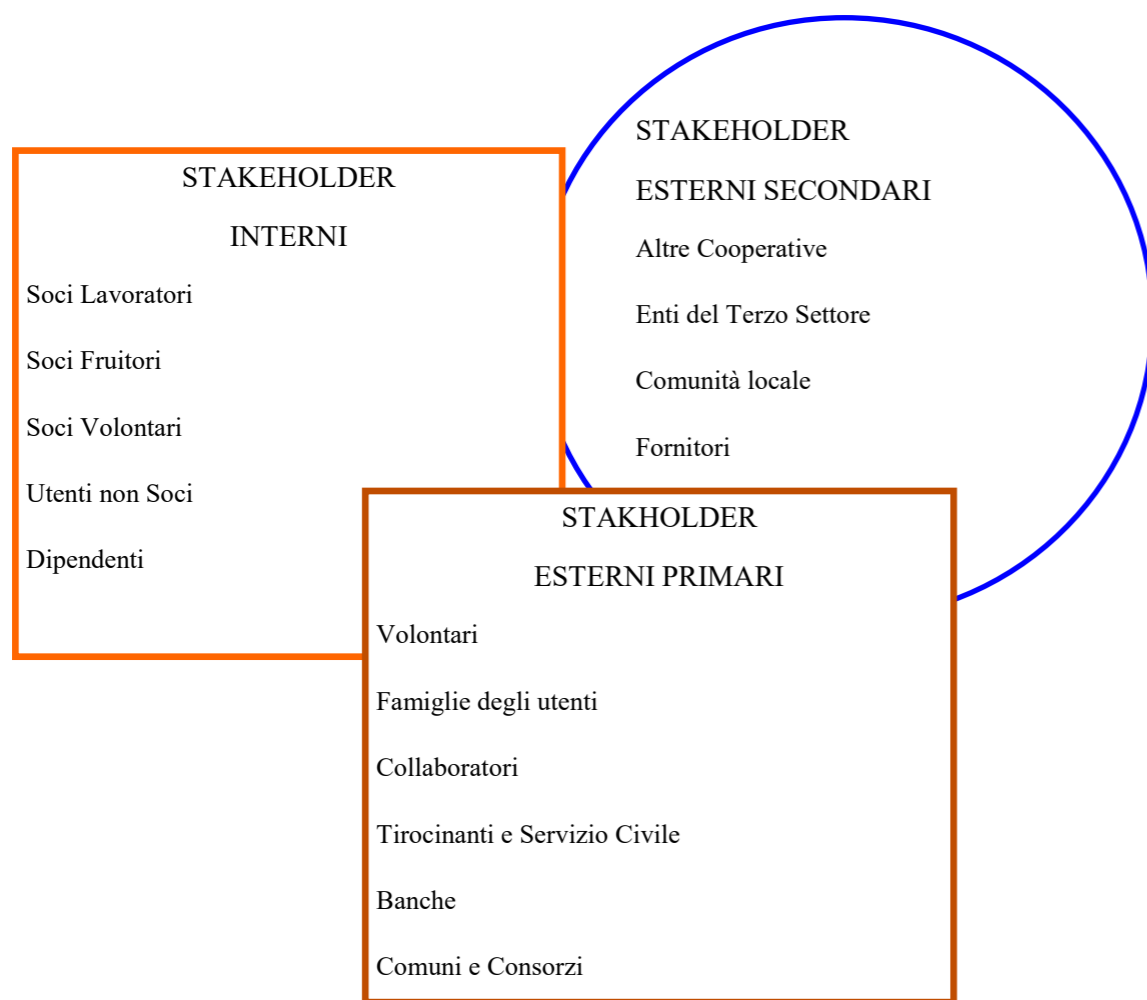 STAKEHOLDER
INTERNI
Soci Lavoratori
Soci Fruitori
Soci Volontari
Utenti non Soci
Dipendenti
STAKEHOLDER
ESTERNI SECONDARI
Altre Cooperative
Enti del Terzo Settore
Comunità locale
Fornitori
STAKHOLDER
ESTERNI PRIMARI
Volontari
Famiglie degli utenti
Collaboratori
Tirocinanti e Servizio Civile
Banche
Comuni e Consorzi